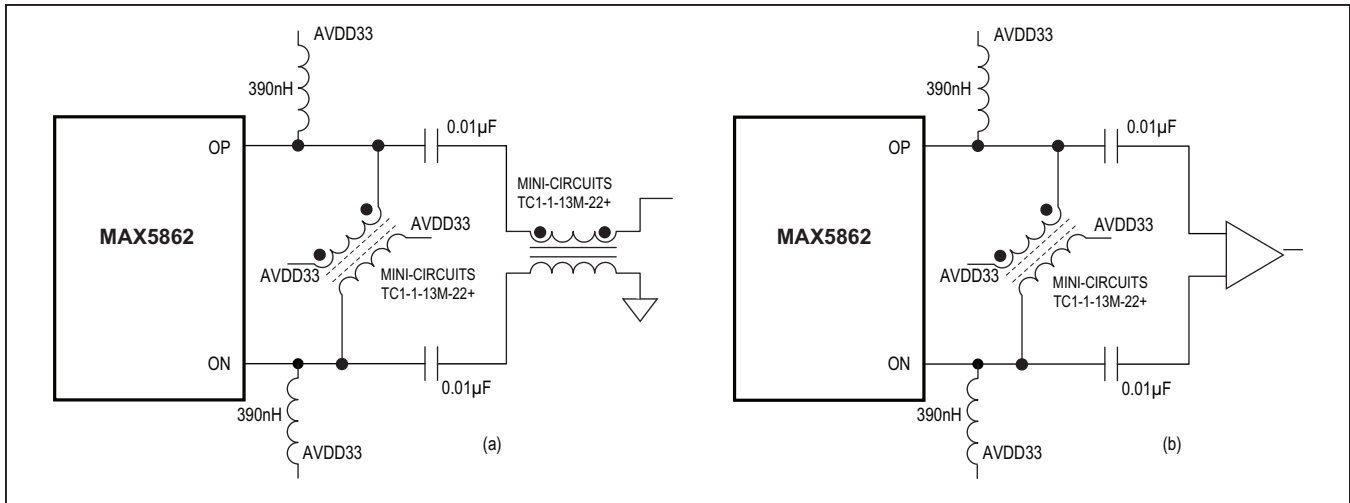 AVDD33
390nH
0.01µF
OP
MAX5862
MINI-CIRCUITS
TC1-1-13M-22+
AVDD33
AVDD33
MINI-CIRCUITS
TC1-1-13M-22+
ON
0.01µF
390nH
AVDD33
(a)
AVDD33
390nH
0.01µF
OP
MAX5862
AVDD33
AVDD33
MINI-CIRCUITS
TC1-1-13M-22+
ON
0.01µF
390nH
AVDD33
(b)